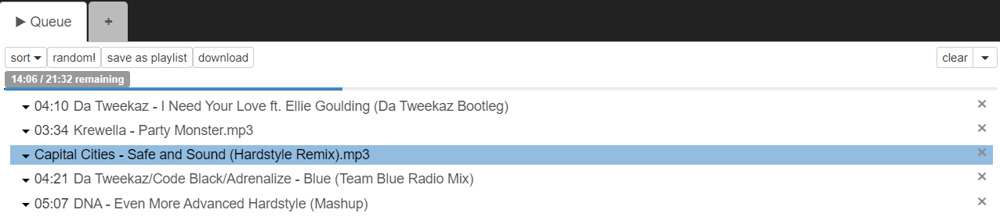 Queue +
sort random! save as playlist download clear
14:06 / 21:32 remaining
04:10 Da Tweekaz - I Need Your Love ft. Ellie Goulding (Da Tweekaz Bootleg)
03:34 Krewella - Party Monster.mp3
Capital Cities - Safe and Sound (Hardstyle Remix).mp3
04:21 Da Tweekaz/Code Black/Adrenalize - Blue (Team Blue Radio Mix)
05:07 DNA - Even More Advanced Hardstyle (Mashup)